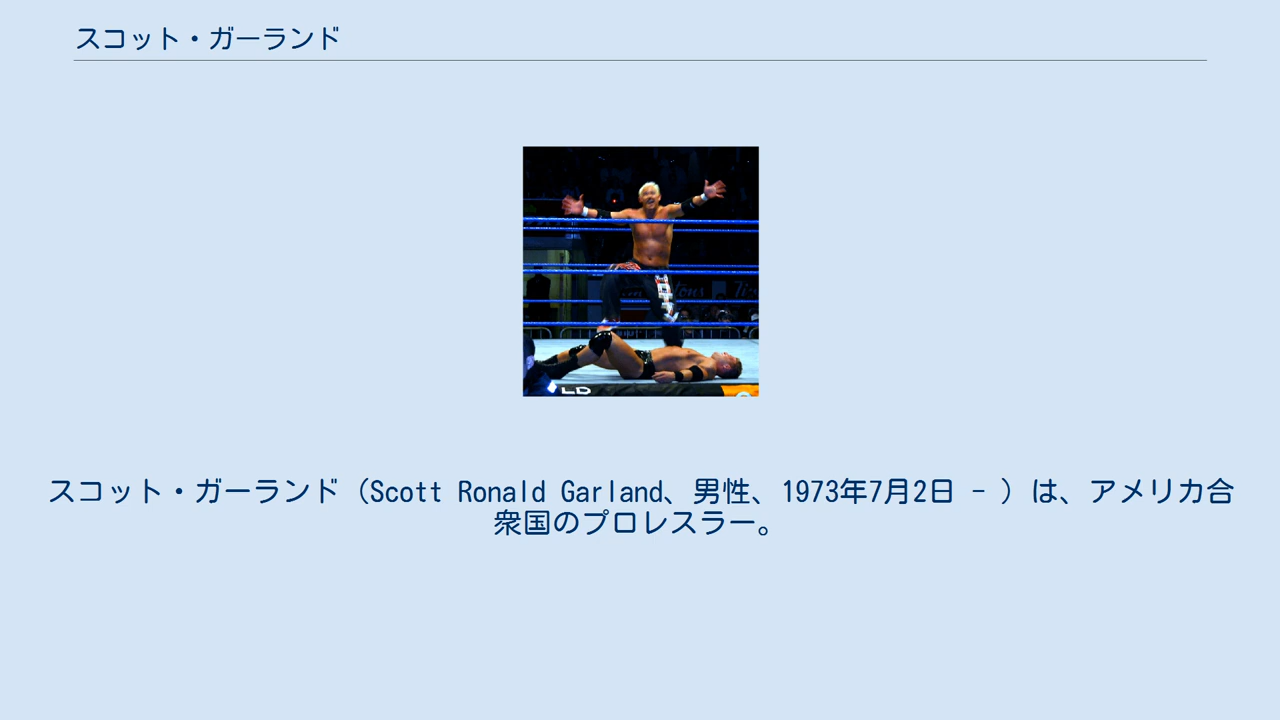 スコット・ガーランド
LD
スコット・ガーランド（Scott Ronald Garland、男性、1973年7月2日 - ）は、アメリカ合
衆国のプロレスラー。